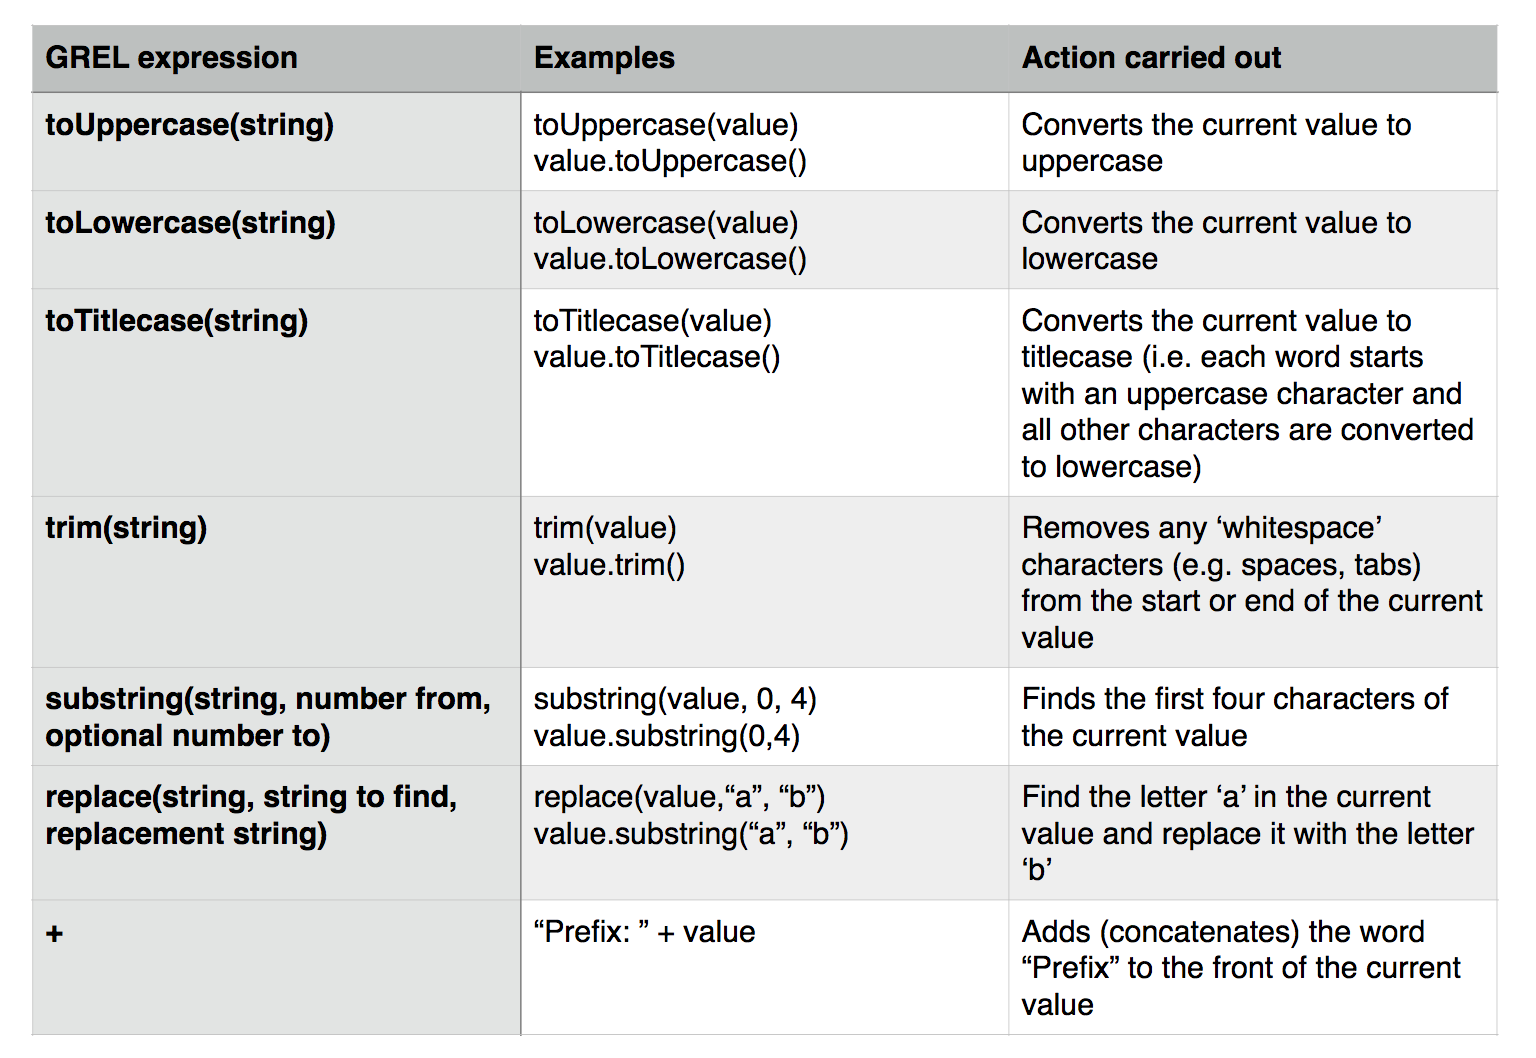 GREL expression Examples Action carried out
toUppercase(string) toUppercase(value) Converts the current value to
value.toUppercase() uppercase
toLowercase(string) toLowercase(value) Converts the current value to
value.toLowercase() lowercase
toTitlecase(string) toTitlecase(value) Converts the current value to
value.toTitlecase() titlecase (i.e. each word starts
with an uppercase character and
all other characters are converted
to lowercase)
trim(string) trim(value) Removes any ‘whitespace’
value.trim() characters (e.g. spaces, tabs)
from the start or end of the current
value
substring(string, number from, substring(value, 0, 4) Finds the first four characters of
optional number to) value.substring(0,4) the current value
replace(string, string to find, replace(value,“a”, “b”) Find the letter ‘a’ in the current
replacement string) value.substring(“a”, “b”) value and replace it with the letter
‘b’
+ “Prefix: ” + value Adds (concatenates) the word
“Prefix” to the front of the current
value